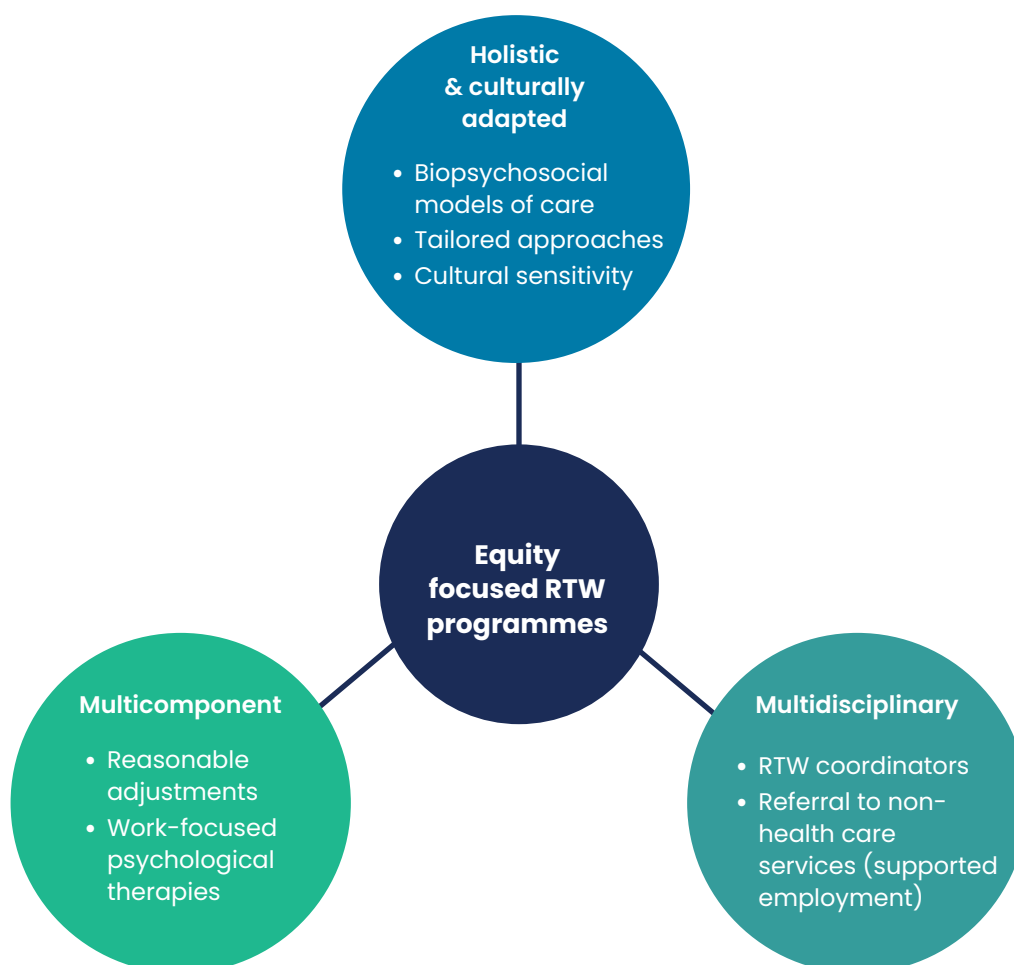 Holistic
& culturally
adapted
• Biopsychosocial
models of care
• Tailored approaches
• Cultural sensitivity
Equity
focused RTW
programmes
Multicomponent
• Reasonable
adjustments
• Work-focused
psychological
therapies
Multidisciplinary
• RTW coordinators
• Referral to non-
health care
services (supported
employment)